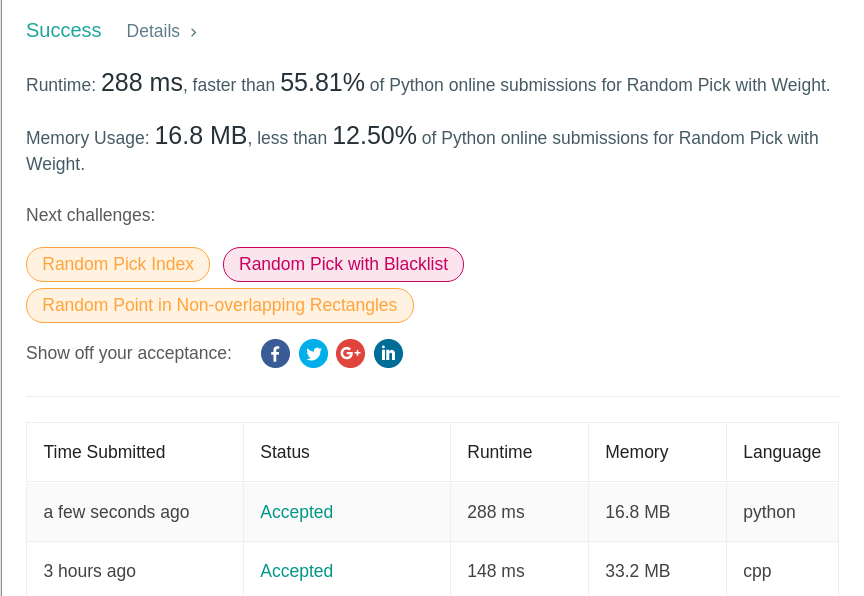 Success Details >
Runtime: 288 ms, faster than 55.81% of Python online submissions for Random Pick with Weight.
Memory Usage: 16.8 MB, less than 12.50% of Python online submissions for Random Pick with
Weight.
Next challenges:
Random Pick Index Random Pick with Blacklist
Random Point in Non-overlapping Rectangles
Show off your acceptance: f G+ in
Time Submitted Status Runtime Memory Language
a few seconds ago Accepted 288 ms 16.8 MB python
3 hours ago Accepted 148 ms 33.2 MB cpp